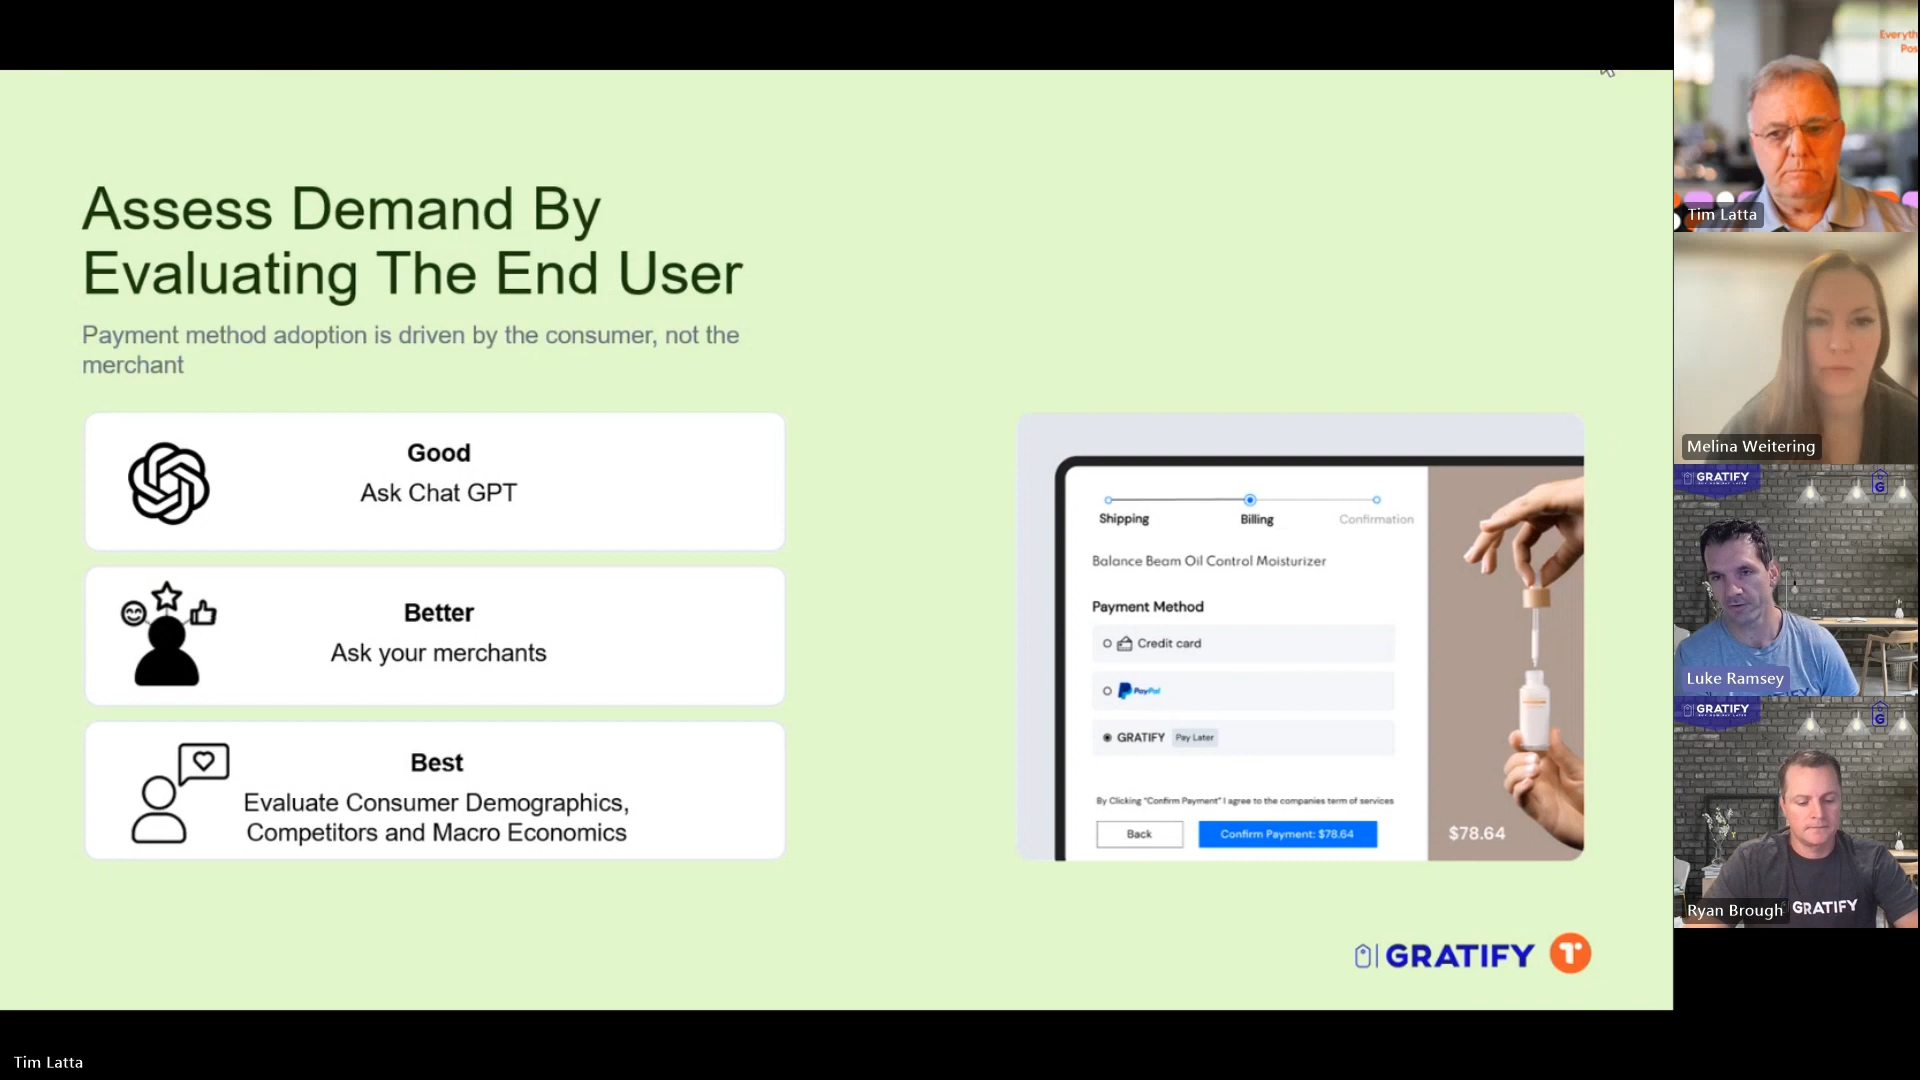 Assess Demand By
Evaluating The End User
Payment method adoption is driven by the consumer, not the
merchant
Good
Ask Chat GPT
Better
Ask your merchants
Best
Evaluate Consumer Demographics,
Competitors and Macro Economics
Shipping
Billing
Confirmation
Balance Beam Oil Control Moisturizer
Payment Method
Credit card
PayPal
GRATIFY Pay Later
By Clicking "Confirm Payment" I agree to the companies term of services
Back
Confirm Payment: $78.64
$78.64
GRATIFY
Everyth
Pos
Tim Latta
Melina Weitering
GRATIFY
G
Luke Ramsey
GRATIFY
G
GRATIFY
Ryan Brough
Tim Latta